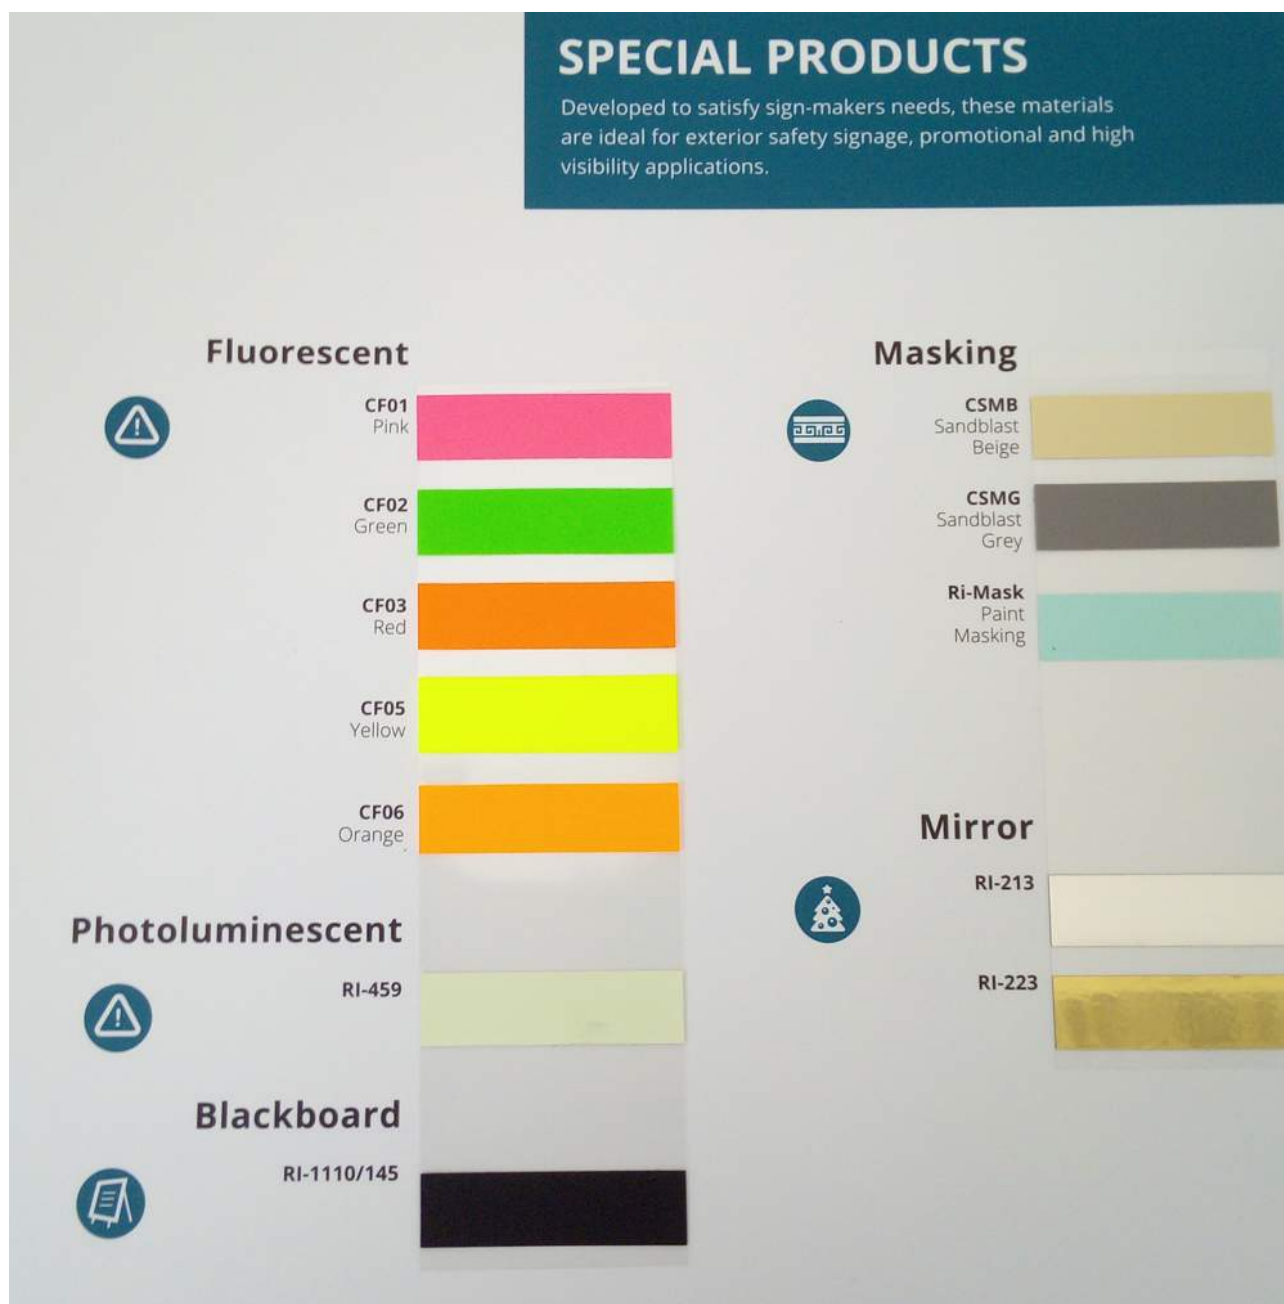 SPECIAL PRODUCTS
Developed to satisfy sign-makers needs, these materials
are ideal for exterior safety signage, promotional and high
visibility applications.
Fluorescent
CF01
Pink
CF02
Green
CF03
Red
CF05
Yellow
CF06
Orange
Photoluminescent
RI-459
Blackboard
RI-1110/145
Masking
CSMB
Sandblast
Beige
CSMG
Sandblast
Grey
Ri-Mask
Paint
Masking
Mirror
RI-213
RI-223